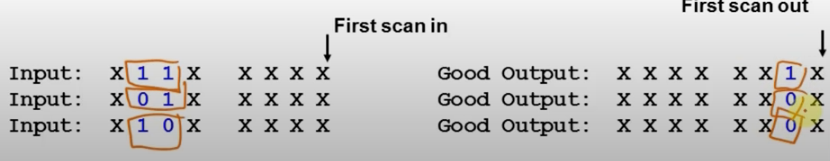 First scan in
First scan out
Input: X 1 1 X X X X X Good Output: X X X X X X 1 X
Input: X 0 1 X X X X X Good Output: X X X X X X 0 X
Input: X 1 0 X X X X X Good Output: X X X X X X 0 X